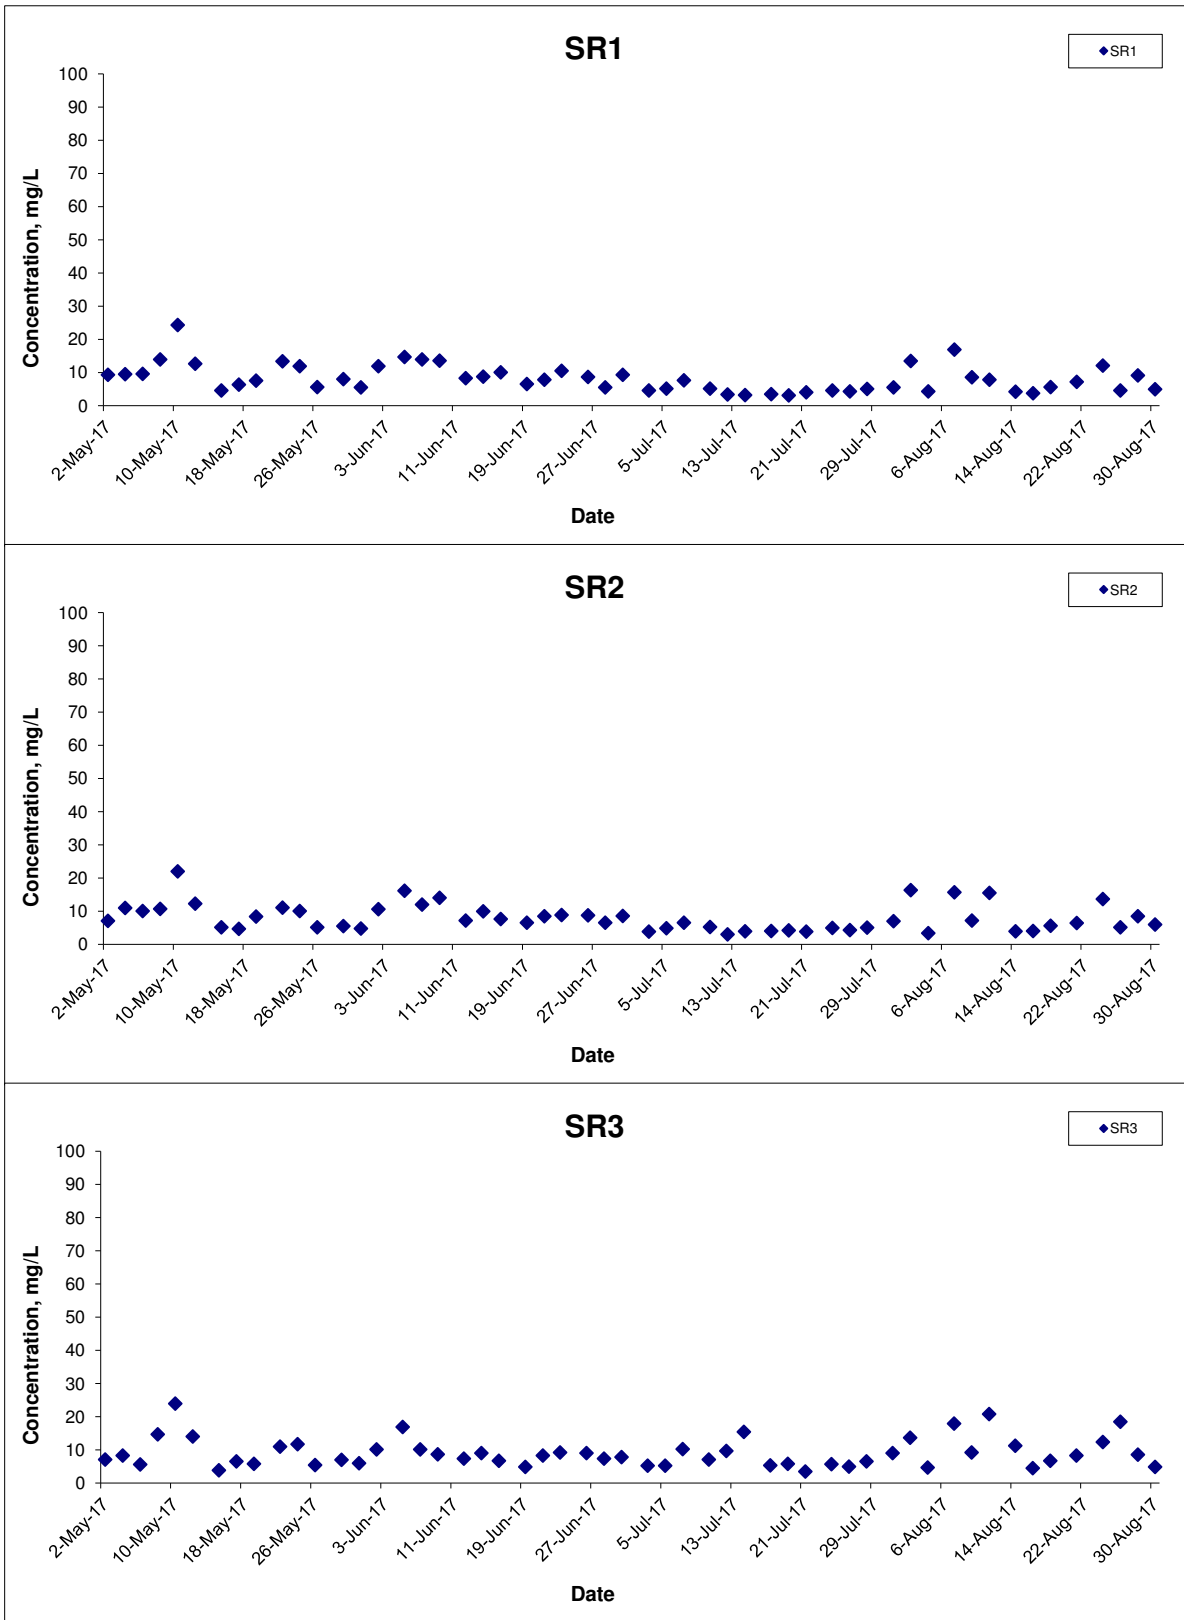 SR1
SR1
100
90
80
70
60
50
40
30
20
10
0
Concentration, mg/L
2-May-17
10-May-17
18-May-17
26-May-17
3-Jun-17
11-Jun-17
19-Jun-17
27-Jun-17
5-Jul-17
13-Jul-17
21-Jul-17
29-Jul-17
6-Aug-17
14-Aug-17
22-Aug-17
30-Aug-17
Date
SR2
SR2
100
90
80
70
60
50
40
30
20
10
0
Concentration, mg/L
2-May-17
10-May-17
18-May-17
26-May-17
3-Jun-17
11-Jun-17
19-Jun-17
27-Jun-17
5-Jul-17
13-Jul-17
21-Jul-17
29-Jul-17
6-Aug-17
14-Aug-17
22-Aug-17
30-Aug-17
Date
SR3
SR3
100
90
80
70
60
50
40
30
20
10
0
Concentration, mg/L
2-May-17
10-May-17
18-May-17
26-May-17
3-Jun-17
11-Jun-17
19-Jun-17
27-Jun-17
5-Jul-17
13-Jul-17
21-Jul-17
29-Jul-17
6-Aug-17
14-Aug-17
22-Aug-17
30-Aug-17
Date